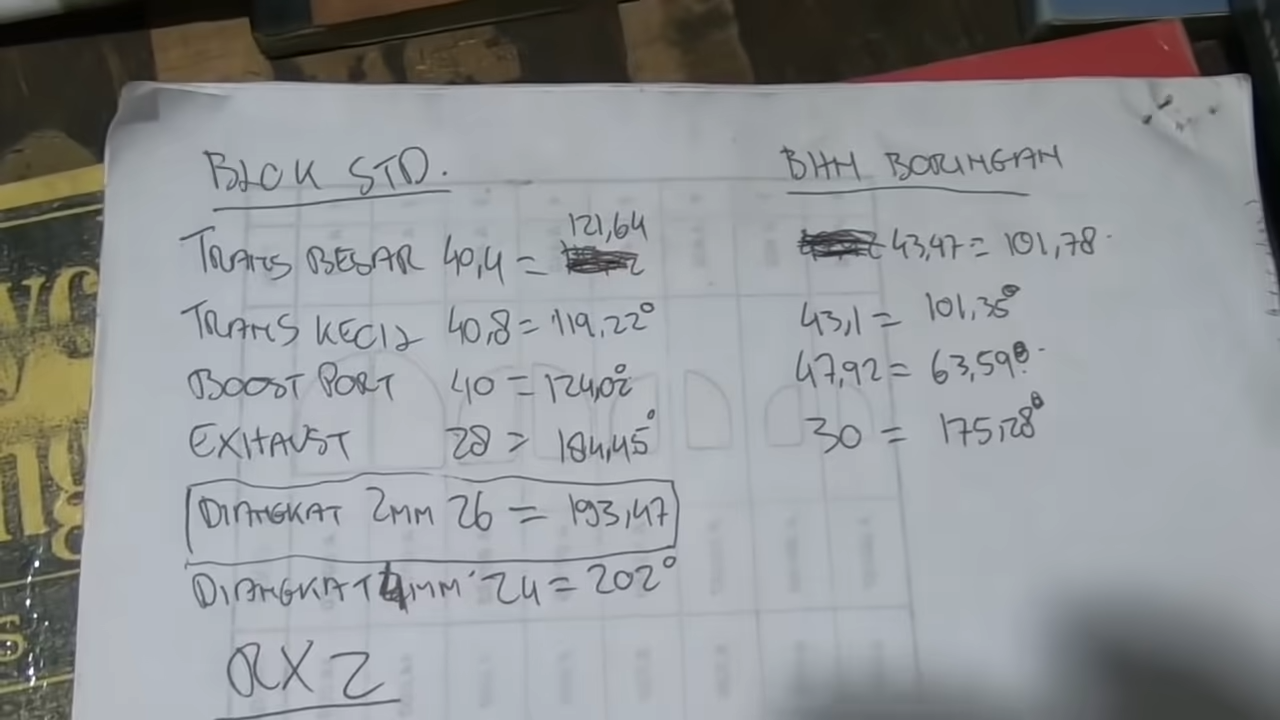 BLOK STD.
TRANS BESAR 40,4 = 121,64
TRANS KECIL 40,8 = 119,22°
BOOST PORT 40 = 124,02°
EXHAUST 28 = 184,45°
DIANGKAT 2MM 26 = 193,47
DIANGKAT 4MM 24 = 202°
RXZ
BHN BORINGAN
43,47 = 101,78
43,1 = 101,35°
47,92 = 63,59°
30 = 175,28°